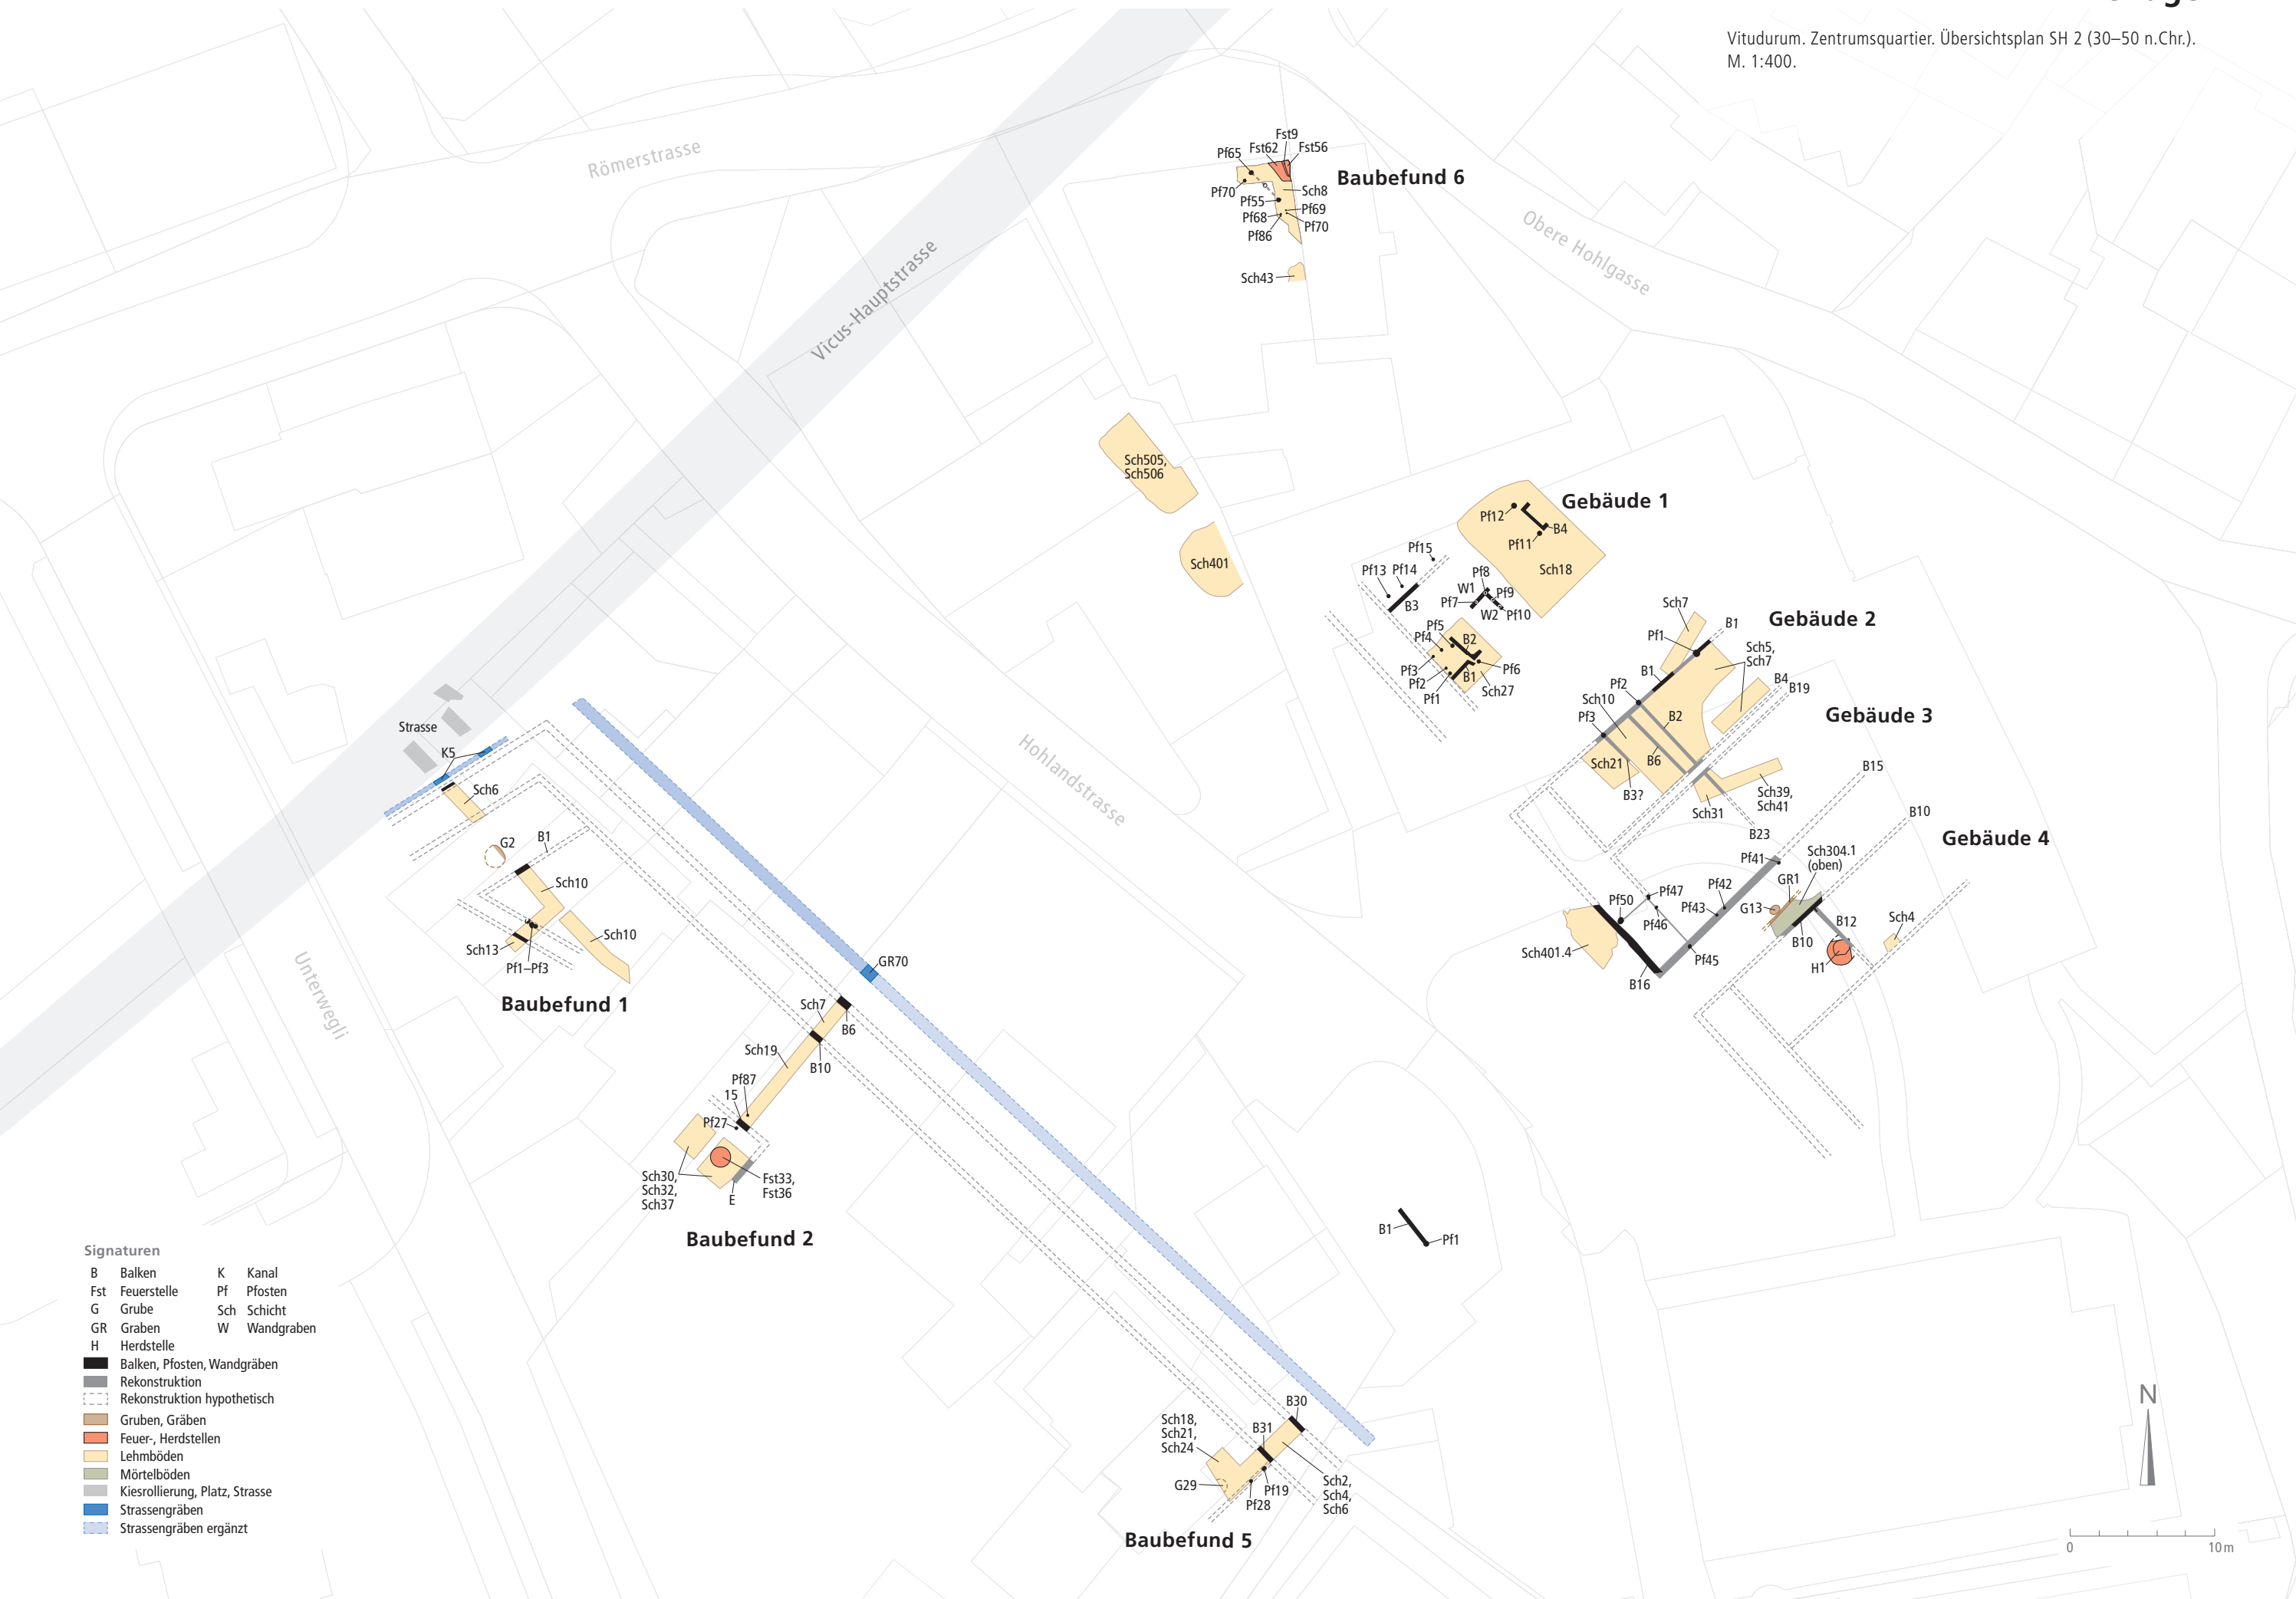 Vitudurum. Zentrumsquartier. Übersichtsplan SH 2 (30–50 n.Chr.).
M. 1:400.
Römerstrasse
Vicus-Hauptstrasse
Obere Hohlgasse
Hohlandstrasse
Unterwegli
Fst9
Fst62
Fst56
Pf65
Baubefund 6
Pf70
Sch8
Pf55
Pf69
Pf68
Pf70
Pf86
Sch43
Sch505,
Sch506
Sch401
Gebäude 1
Pf12
B4
Pf11
Sch18
Pf15
Pf13
Pf14
B3
Pf8
W1
Pf9
Pf7
W2
Pf10
Pf5
Pf4
B2
Pf3
Pf6
Pf2
B1
Pf1
Sch27
Gebäude 2
Sch7
B1
Pf1
Sch5,
Sch7
B1
Pf2
B4
B19
Sch10
Pf3
B2
Sch21
B6
B3?
Gebäude 3
Sch39,
Sch41
Sch31
B23
B15
B10
Pf41
Gebäude 4
Sch304.1
(oben)
GR1
Pf42
Pf47
Pf50
Pf43
G13
Pf46
B12
Sch4
B10
Sch401.4
Pf45
H1
B16
Strasse
K5
Sch6
G2
B1
Sch10
Sch10
Sch13
Pf1–Pf3
Baubefund 1
GR70
Sch7
B6
Sch19
B10
Pf87
15
Pf27
Sch30,
Sch32,
Sch37
E
Fst33,
Fst36
Baubefund 2
B1
Pf1
B30
Sch18,
Sch21,
Sch24
B31
G29
Pf19
Pf28
Sch2,
Sch4,
Sch6
Baubefund 5
Signaturen
B Balken K Kanal
Fst Feuerstelle Pf Pfosten
G Grube Sch Schicht
GR Graben W Wandgraben
H Herdstelle
Balken, Pfosten, Wandgräben
Rekonstruktion
Rekonstruktion hypothetisch
Gruben, Gräben
Feuer-, Herdstellen
Lehmböden
Mörtelböden
Kiesrollierung, Platz, Strasse
Strassengräben
Strassengräben ergänzt
N
0 10 m